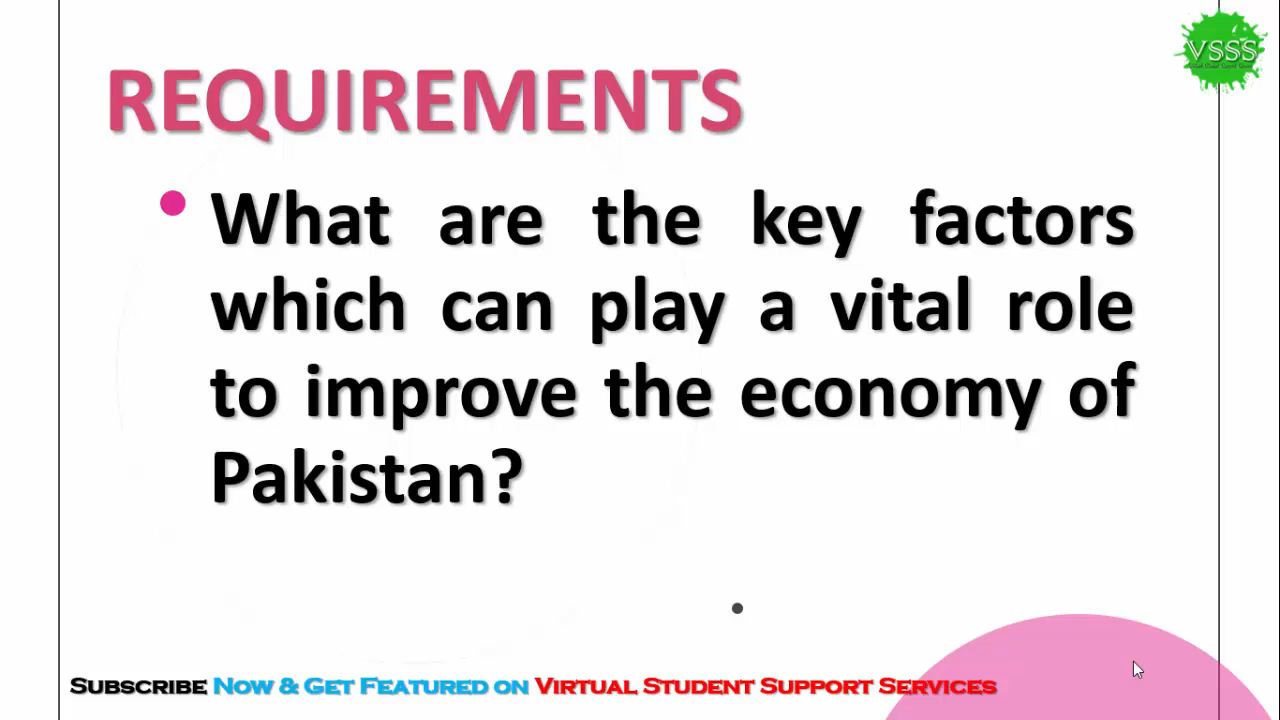 VSSS
REQUIREMENTS
• What are the key factors
which can play a vital role
to improve the economy of
Pakistan?
Subscribe Now & Get Featured on Virtual Student Support Services